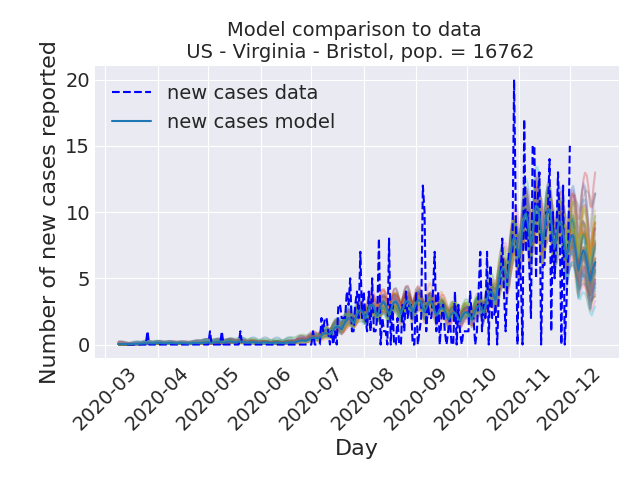 Model comparison to data
US - Virginia - Bristol, pop. = 16762
Number of new cases reported
20
15
10
5
0
new cases data
new cases model
2020-03
2020-04
2020-05
2020-06
2020-07
2020-08
2020-09
2020-10
2020-11
2020-12
Day